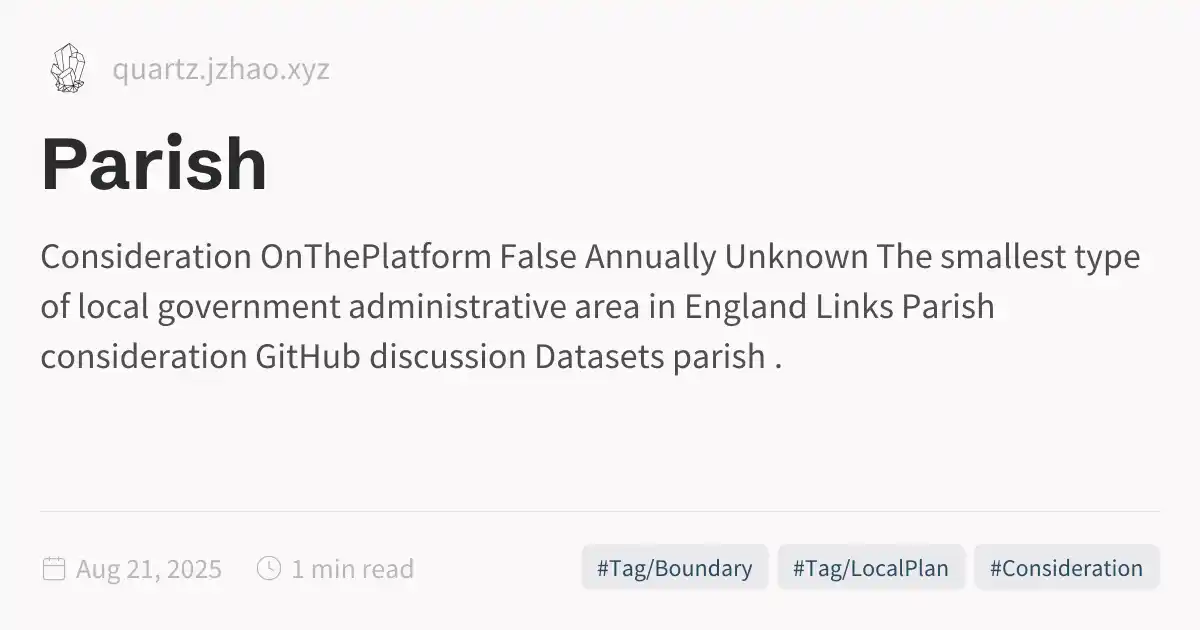 quartz.jzhao.xyz
Parish
Consideration OnThePlatform False Annually Unknown The smallest type
of local government administrative area in England Links Parish
consideration GitHub discussion Datasets parish .
Aug 21, 2025 1 min read #Tag/Boundary #Tag/LocalPlan #Consideration